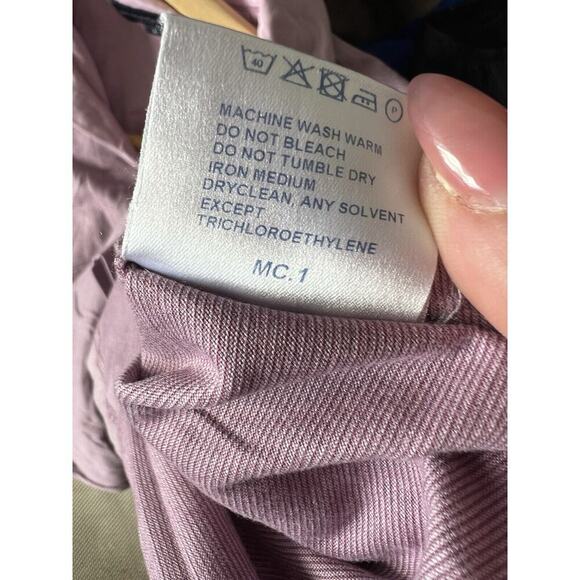 40 P
MACHINE WASH WARM
DO NOT BLEACH
DO NOT TUMBLE DRY
IRON MEDIUM
DRYCLEAN, ANY SOLVENT
EXCEPT
TRICHLOROETHYLENE
MC.1